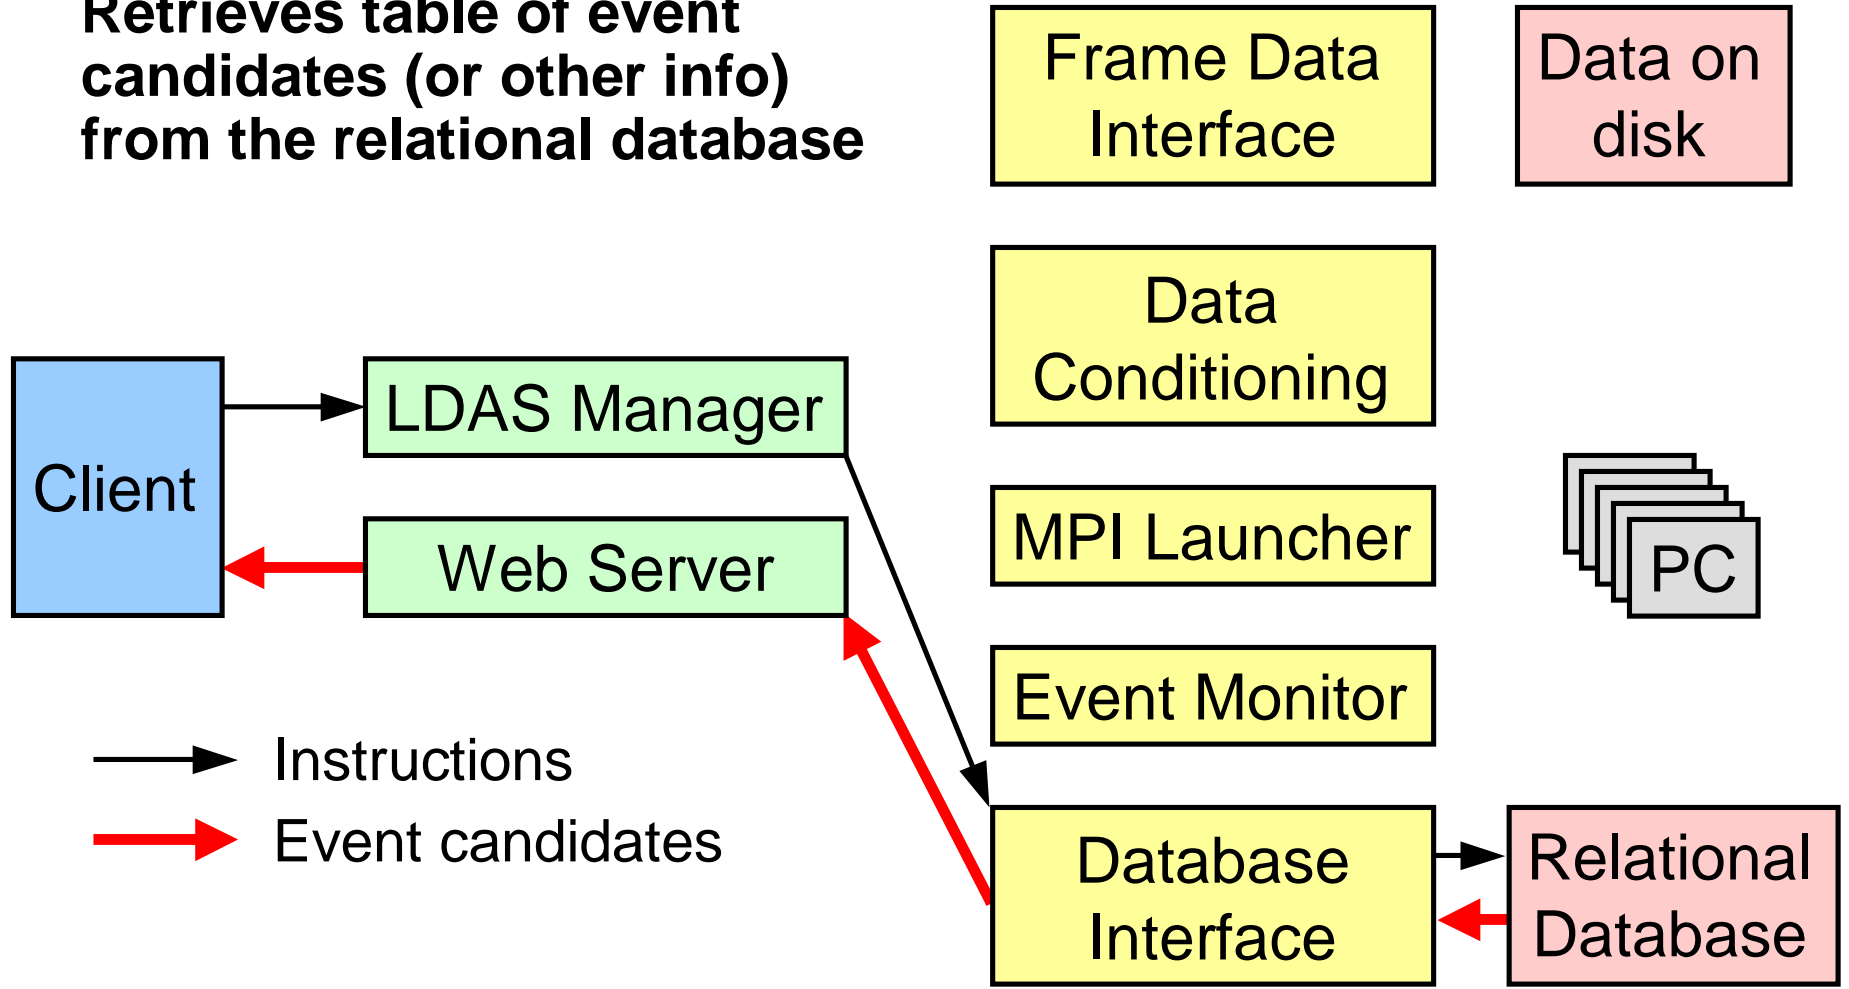 Retrieves table of event
candidates (or other info)
from the relational database
Frame Data
Interface
Data on
disk
Data
Conditioning
LDAS Manager
Client
Web Server
MPI Launcher
PC
Event Monitor
Instructions
Event candidates
Database
Interface
Relational
Database